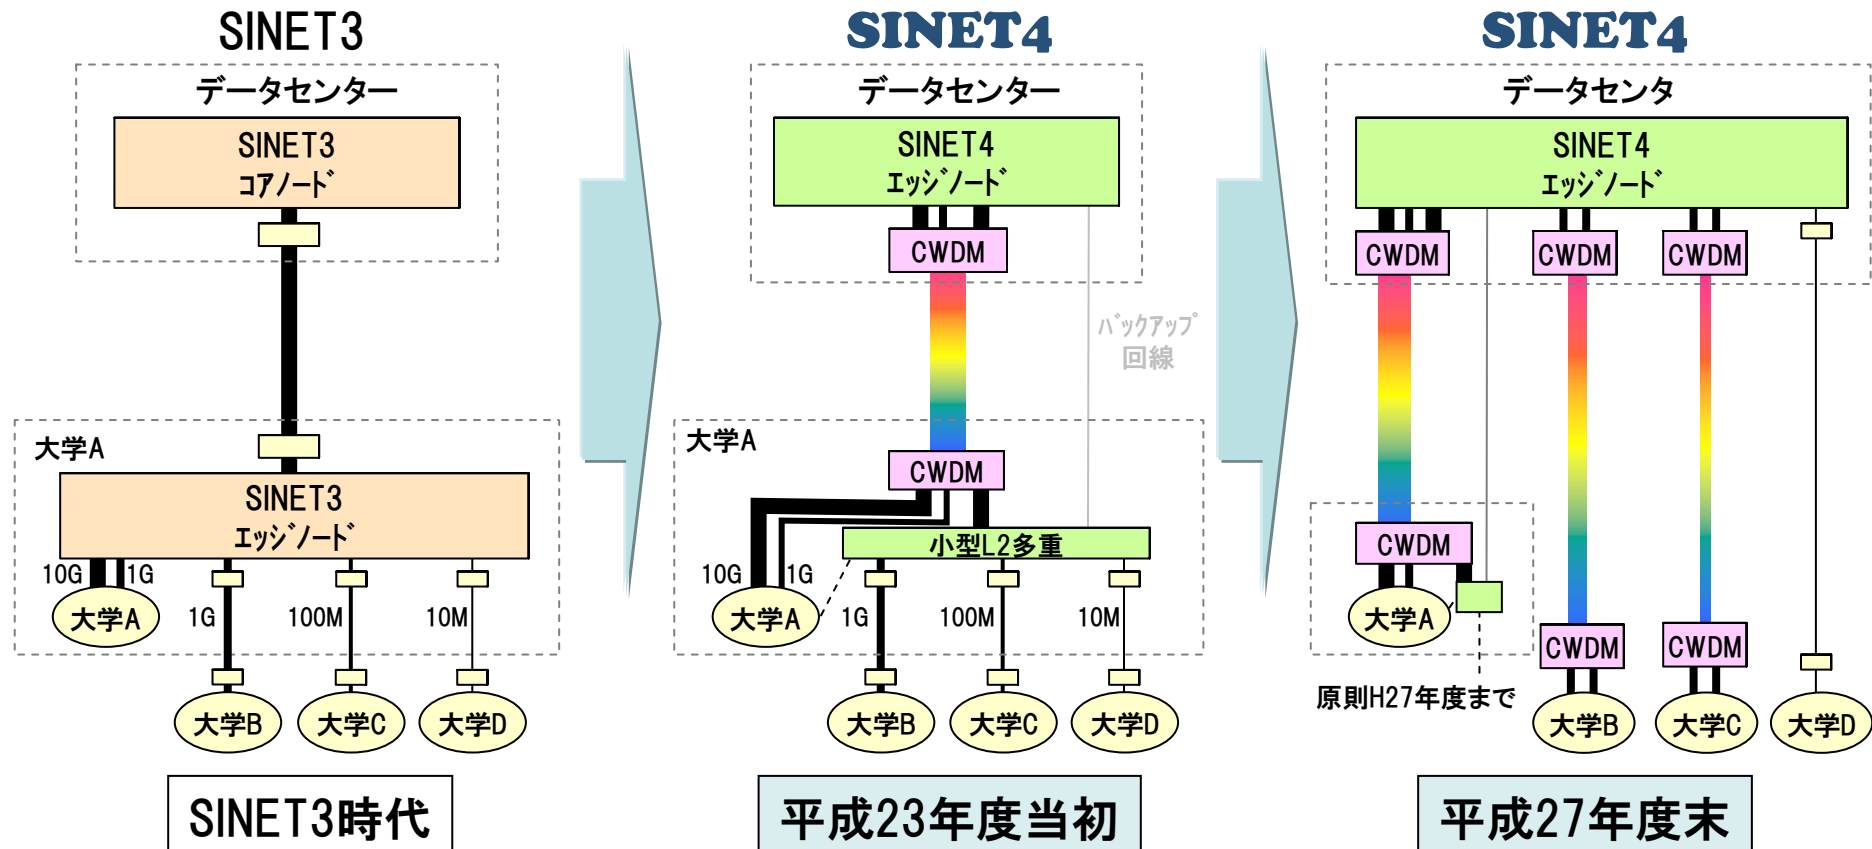 SINET3
データセンター
SINET3
コアノード
大学A
SINET3
エッジノード
10G
1G
大学A
1G
100M
10M
大学B
大学C
大学D
SINET3時代
SINET4
データセンター
SINET4
エッジノード
CWDM
バックアップ
回線
大学A
CWDM
小型L2多重
10G
1G
大学A
1G
100M
10M
大学B
大学C
大学D
平成23年度当初
SINET4
データセンタ
SINET4
エッジノード
CWDM
CWDM
CWDM
CWDM
大学A
CWDM
CWDM
原則H27年度まで
大学B
大学C
大学D
平成27年度末